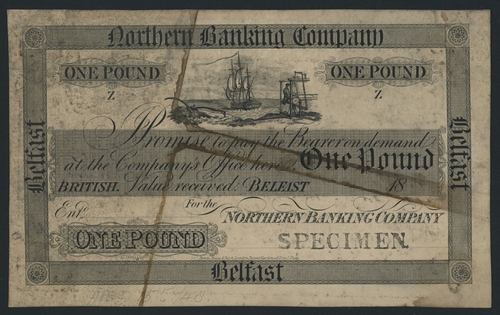 Northern Banking Company
ONE POUND
ONE POUND
Z
Z
Belfast
Belfast
I Promise to pay the Bearer on demand
at the Company's Office here One Pound
BRITISH. Value received. BELFAST 18
For the
Entd.
NORTHERN BANKING COMPANY
ONE POUND
SPECIMEN.
Belfast